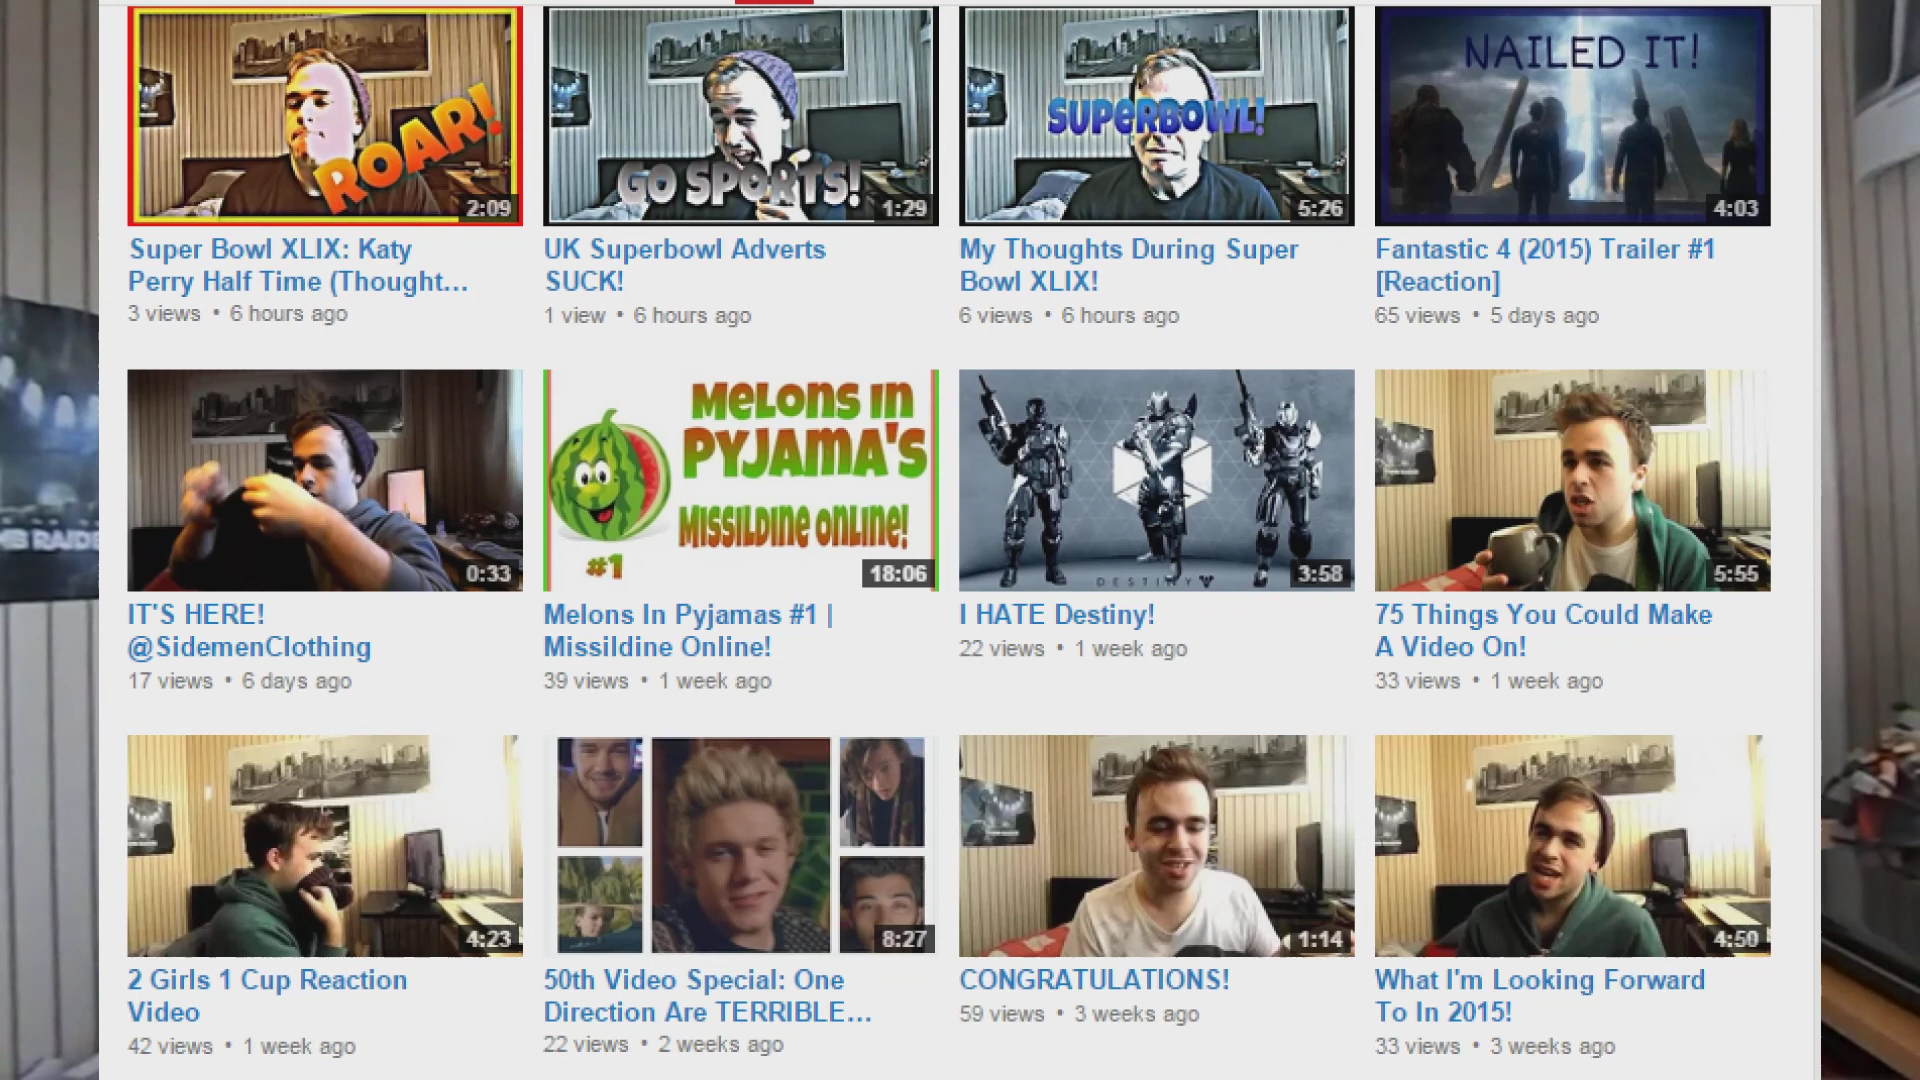 ROAR!
2:09
GO SPORTS!
1:29
SUPERBOWL!
5:26
NAILED IT!
4:03
Super Bowl XLIX: Katy
Perry Half Time (Thought...
3 views • 6 hours ago
UK Superbowl Adverts
SUCK!
1 view • 6 hours ago
My Thoughts During Super
Bowl XLIX!
6 views • 6 hours ago
Fantastic 4 (2015) Trailer #1
[Reaction]
65 views • 5 days ago
0:33
MELONS IN
PYJAMA'S
MISSILDINE ONLINE!
#1
18:06
DESTINY
3:58
5:55
IT'S HERE!
@SidemenClothing
17 views • 6 days ago
Melons In Pyjamas #1 |
Missildine Online!
39 views • 1 week ago
I HATE Destiny!
22 views • 1 week ago
75 Things You Could Make
A Video On!
33 views • 1 week ago
4:23
8:27
1:14
4:50
2 Girls 1 Cup Reaction
Video
42 views • 1 week ago
50th Video Special: One
Direction Are TERRIBLE...
22 views • 2 weeks ago
CONGRATULATIONS!
59 views • 3 weeks ago
What I'm Looking Forward
To In 2015!
33 views • 3 weeks ago